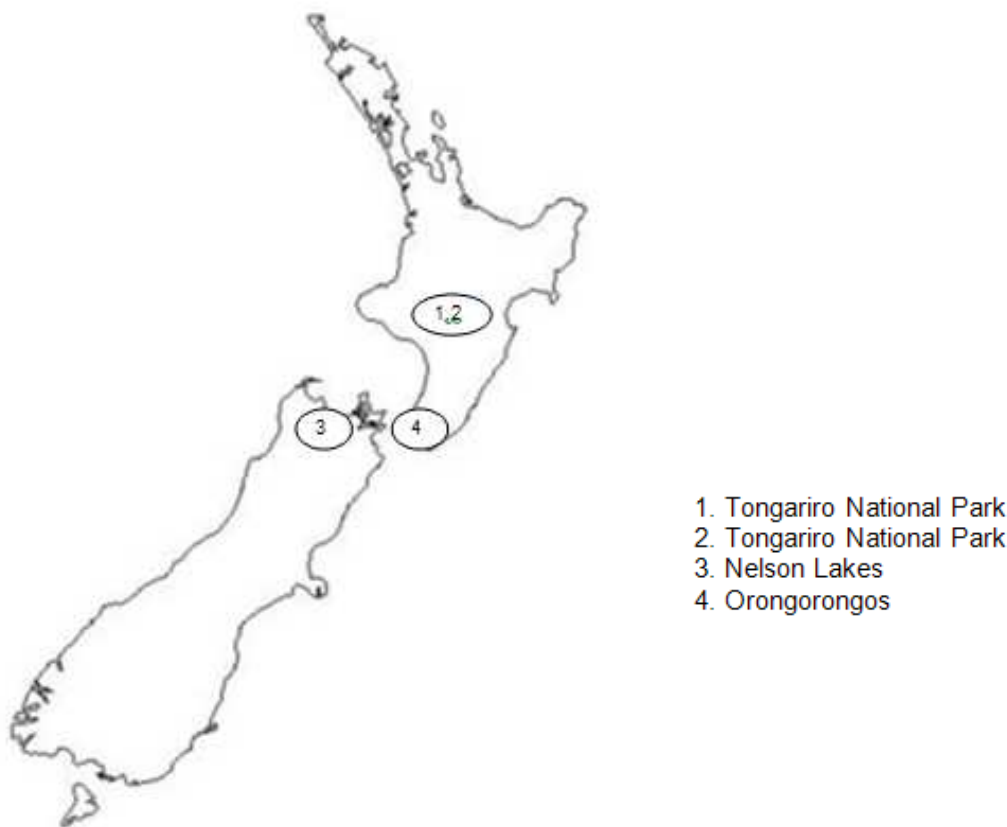 1,2
3
4
1. Tongariro National Park
2. Tongariro National Park
3. Nelson Lakes
4. Orongorongos